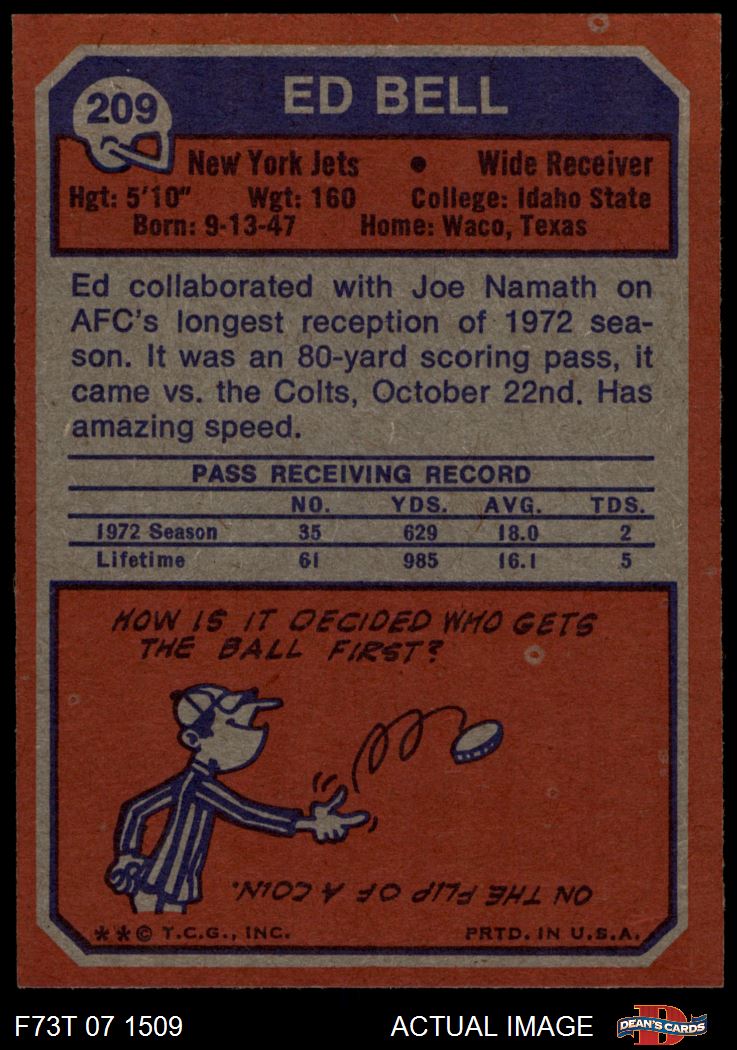 209
ED BELL
New York Jets • Wide Receiver
Hgt: 5'10" Wgt: 160 College: Idaho State
Born: 9-13-47 Home: Waco, Texas
Ed collaborated with Joe Namath on
AFC's longest reception of 1972 sea-
son. It was an 80-yard scoring pass, it
came vs. the Colts, October 22nd. Has
amazing speed.
PASS RECEIVING RECORD
NO. YDS. AVG. TDS.
1972 Season 35 629 18.0 2
Lifetime 61 985 16.1 5
HOW IS IT DECIDED WHO GETS
THE BALL FIRST?
ON THE FLIP OF A COIN.
**© T.C.G., INC. PRTD. IN U.S.A.
F73T 07 1509 ACTUAL IMAGE D DEAN'S CARDS